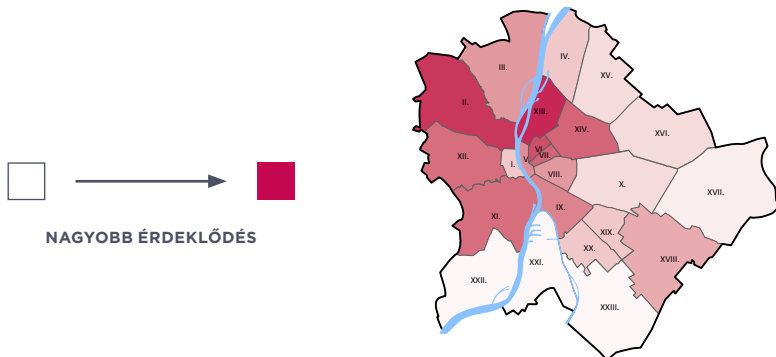 IV.
III.
XV.
II.
XIII.
XIV.
XVI.
VI.
VII.
XII.
I.
V.
VIII.
X.
XVII.
IX.
XI.
XIX.
NAGYOBB ÉRDEKLŐDÉS
XX.
XVIII.
XXI.
XXII.
XXIII.